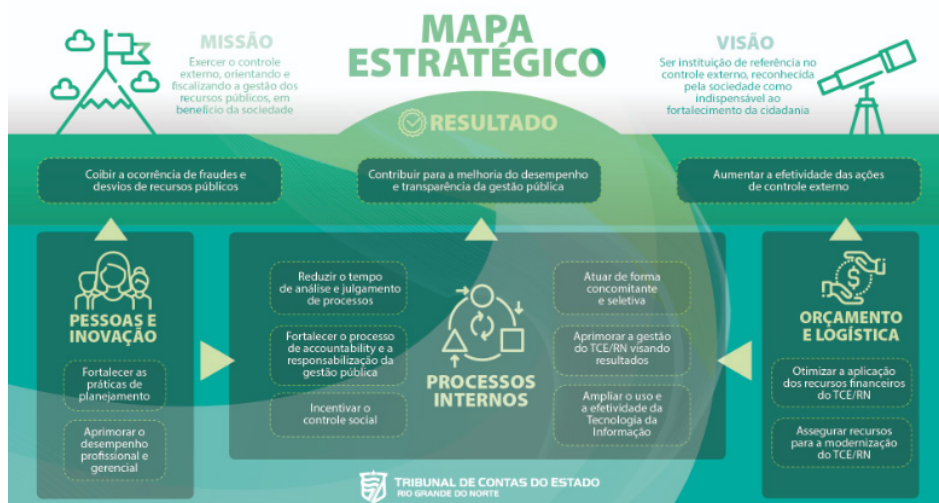 MAPA
ESTRATÉGICO
MISSÃO
Exercer o controle
externo, orientando e
fiscalizando a gestão dos
recursos públicos, em
benefício da sociedade
VISÃO
Ser instituição de referência no
controle externo, reconhecida
pela sociedade como
indispensável ao
fortalecimento da cidadania
RESULTADO
Coibir a ocorrência de fraudes e
desvios de recursos públicos
Contribuir para a melhoria do desempenho
e transparência da gestão pública
Aumentar a efetividade das ações
de controle externo
PESSOAS E
INOVAÇÃO
Fortalecer as
práticas de
planejamento
Aprimorar o
desempenho
profissional e
gerencial
Reduzir o tempo
de análise e julgamento
de processos
Fortalecer o processo
de accountability e a
responsabilização da
gestão pública
Incentivar o
controle social
PROCESSOS
INTERNOS
Atuar de forma
concomitante
e seletiva
Aprimorar a gestão
do TCE/RN visando
resultados
Ampliar o uso e
a efetividade da
Tecnologia da
Informação
ORÇAMENTO
E LOGÍSTICA
Otimizar a aplicação
dos recursos financeiros
do TCE/RN
Assegurar recursos
para a modernização
do TCE/RN
TRIBUNAL DE CONTAS DO ESTADO
RIO GRANDE DO NORTE